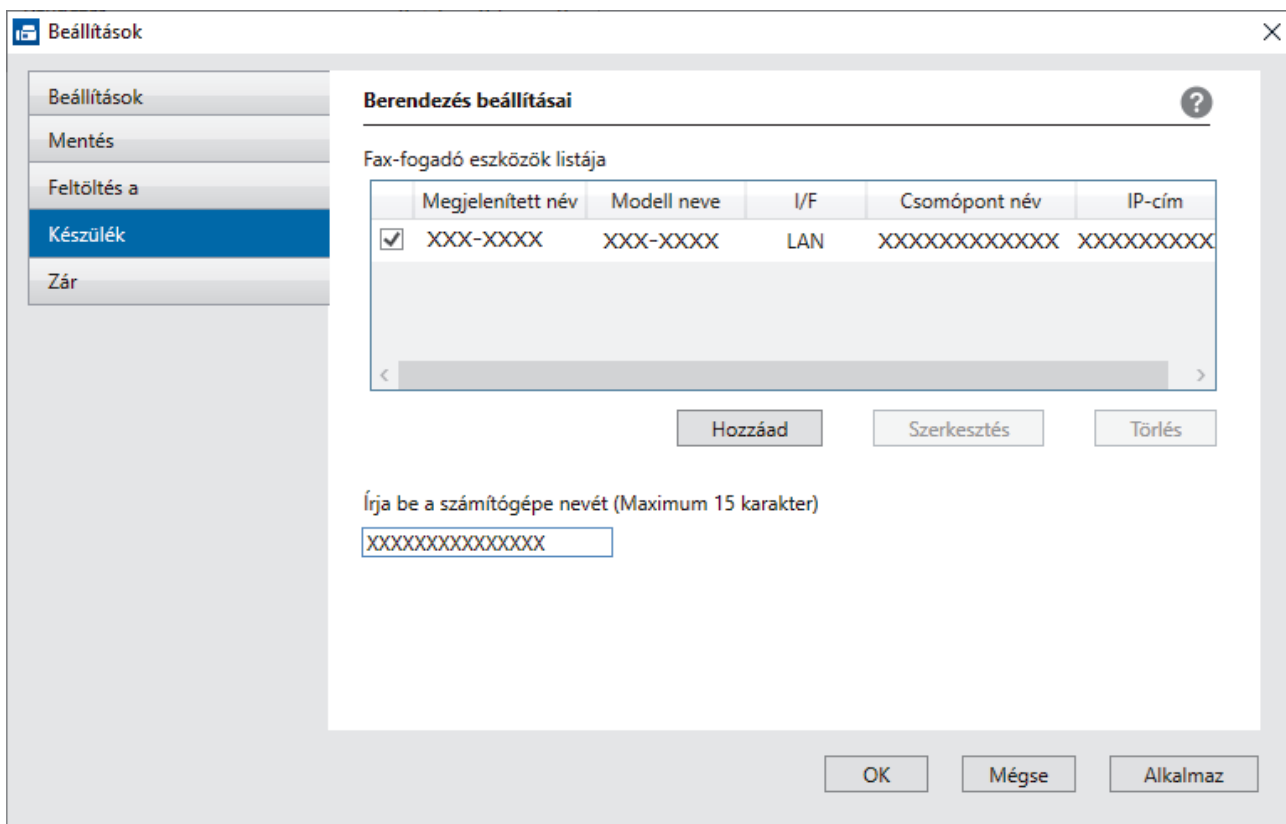 Beállítások
Beállítások
Mentés
Feltöltés a
Készülék
Zár
Berendezés beállításai
Fax-fogadó eszközök listája
Megjelenített név Modell neve I/F Csomópont név IP-cím
XXX-XXXX XXX-XXXX LAN XXXXXXXXXXXX XXXXXXXXX
Hozzáad Szerkesztés Törlés
Írja be a számítógépe nevét (Maximum 15 karakter)
XXXXXXXXXXXXXXX
OK Mégse Alkalmaz